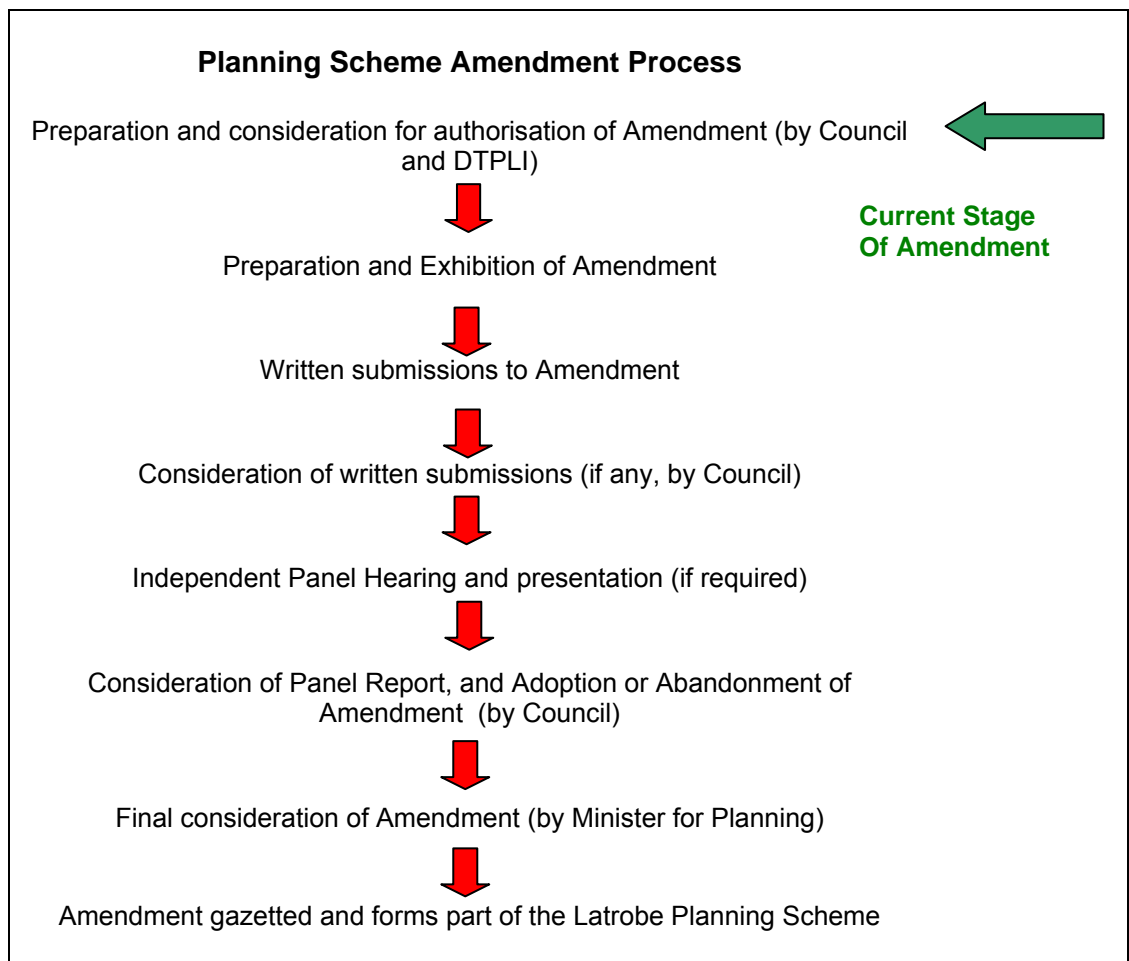 Planning Scheme Amendment Process
Preparation and consideration for authorisation of Amendment (by Council
and DTPLI)
Current Stage
Of Amendment
Preparation and Exhibition of Amendment
Written submissions to Amendment
Consideration of written submissions (if any, by Council)
Independent Panel Hearing and presentation (if required)
Consideration of Panel Report, and Adoption or Abandonment of
Amendment  (by Council)
Final consideration of Amendment (by Minister for Planning)
Amendment gazetted and forms part of the Latrobe Planning Scheme